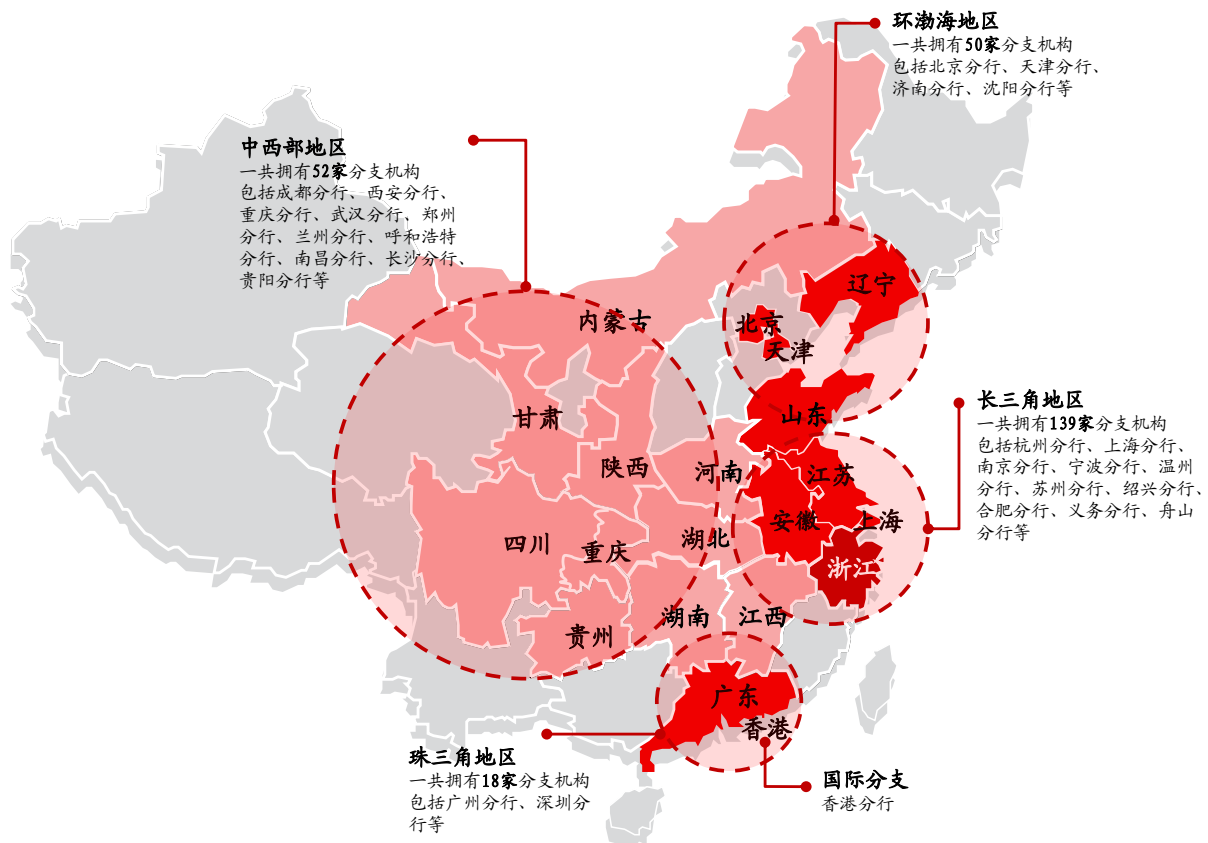 环渤海地区
一共拥有50家分支机构
包括北京分行、天津分行、
济南分行、沈阳分行等
中西部地区
一共拥有52家分支机构
包括成都分行、西安分行、
重庆分行、武汉分行、郑州
分行、兰州分行、呼和浩特
分行、南昌分行、长沙分行、
贵阳分行等
辽宁
内蒙古
北京
天津
长三角地区
一共拥有139家分支机构
包括杭州分行、上海分行、
南京分行、宁波分行、温州
分行、苏州分行、绍兴分行、
合肥分行、义务分行、舟山
分行等
甘肃
山东
陕西
河南
江苏
安徽
上海
四川
重庆
湖北
浙江
贵州
湖南
江西
广东
香港
珠三角地区
一共拥有18家分支机构
包括广州分行、深圳分
行等
国际分支
香港分行